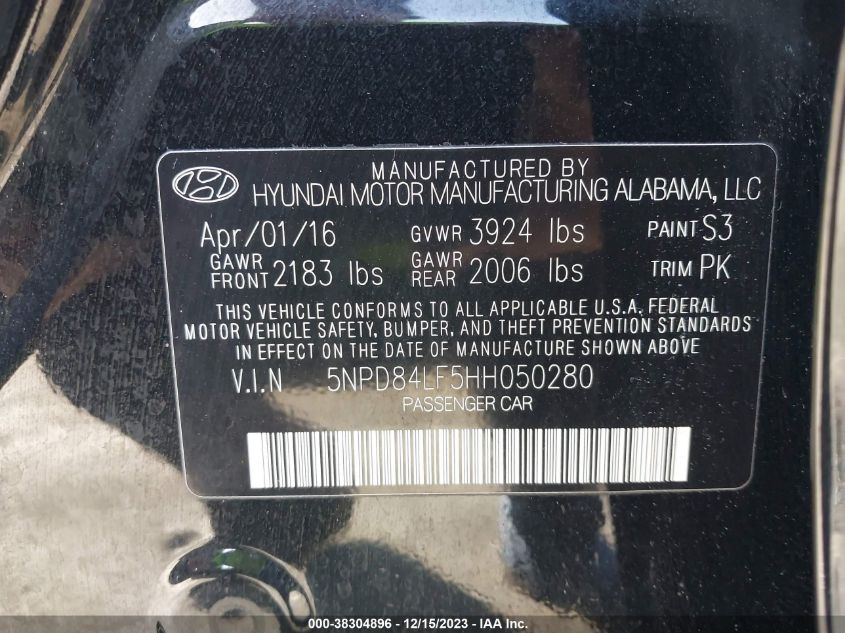 MANUFACTURED BY
HYUNDAI MOTOR MANUFACTURING ALABAMA, LLC
Apr/01/16 GVWR 3924 lbs PAINT S3
GAWR FRONT 2183 lbs GAWR REAR 2006 lbs TRIM PK
THIS VEHICLE CONFORMS TO ALL APPLICABLE U.S.A. FEDERAL
MOTOR VEHICLE SAFETY, BUMPER, AND THEFT PREVENTION STANDARDS
IN EFFECT ON THE DATE OF MANUFACTURE SHOWN ABOVE
V.I.N 5NPD84LF5HH050280
PASSENGER CAR
000-38304896 - 12/15/2023 - IAA Inc.